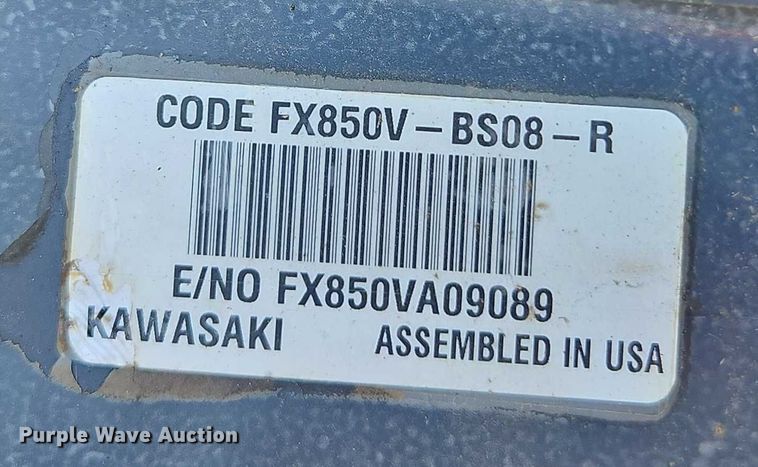 CODE FX850V-BS08-R
E/NO FX850VA09089
KAWASAKI ASSEMBLED IN USA
Purple Wave Auction